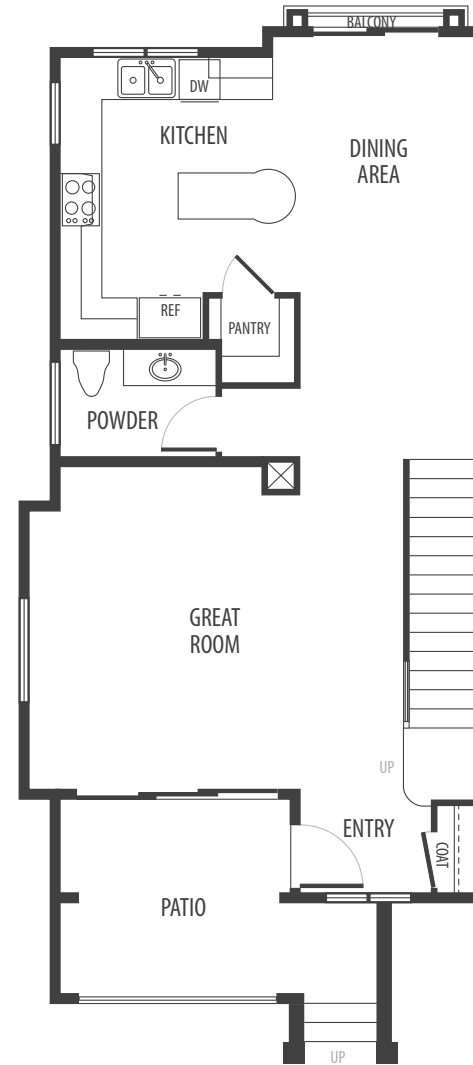 BALCONY
DW
KITCHEN
DINING
AREA
REF
PANTRY
POWDER
GREAT
ROOM
UP
ENTRY
COAT
PATIO
UP